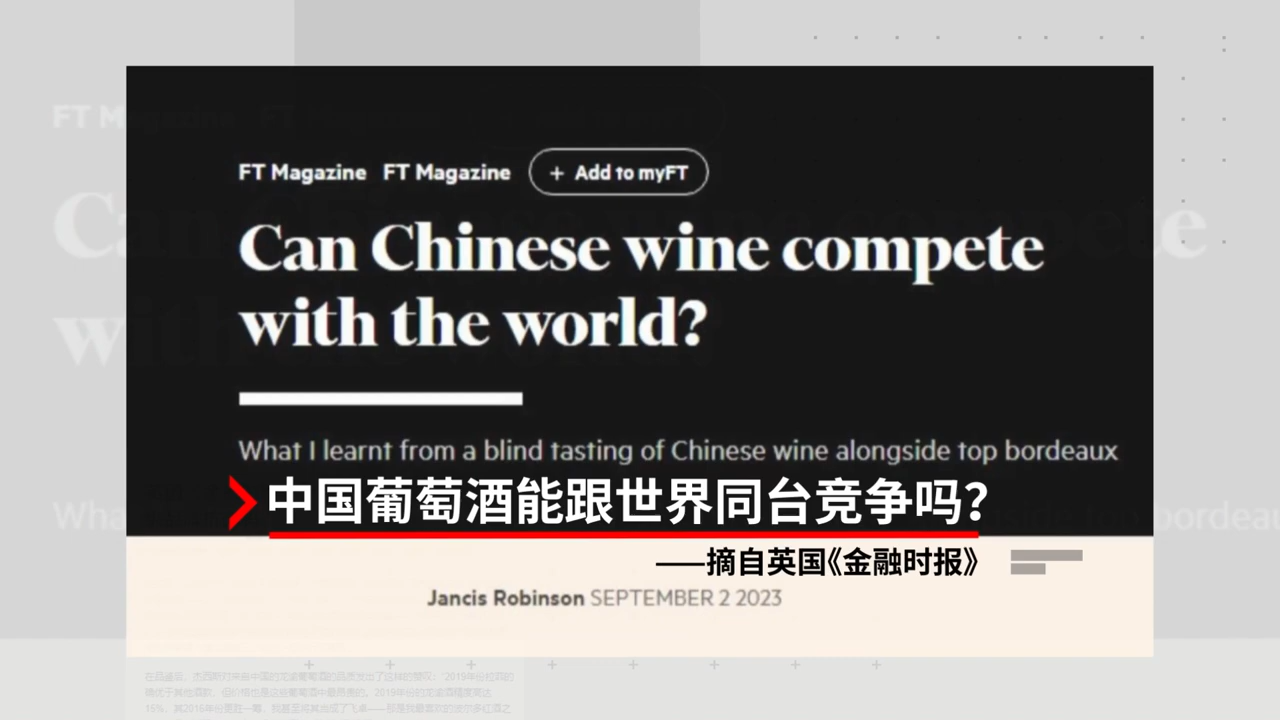 FT Magazine FT Magazine + Add to myFT
Can Chinese wine compete
with the world?
What I learnt from a blind tasting of Chinese wine alongside top bordeaux
中国葡萄酒能跟世界同台竞争吗?
——摘自英国《金融时报》
Jancis Robinson SEPTEMBER 2 2023